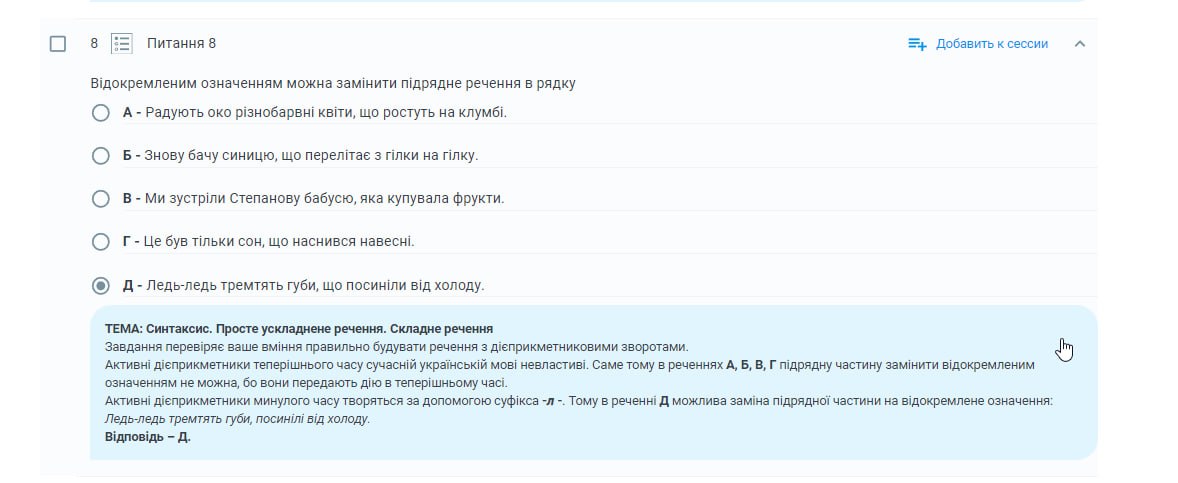 8 Питання 8 Добавить к сессии
Відокремленим означенням можна замінити підрядне речення в рядку
А - Радують око різнобарвні квіти, що ростуть на клумбі.
Б - Знову бачу синицю, що перелітає з гілки на гілку.
В - Ми зустріли Степанову бабусю, яка купувала фрукти.
Г - Це був тільки сон, що наснився навесні.
Д - Ледь-ледь тремтять губи, що посиніли від холоду.
ТЕМА: Синтаксис. Просте ускладнене речення. Складне речення
Завдання перевіряє ваше вміння правильно будувати речення з дієприкметниковими зворотами.
Активні дієприкметники теперішнього часу сучасній українській мові невластиві. Саме тому в реченнях А, Б, В, Г підрядну частину замінити відокремленим
означенням не можна, бо вони передають дію в теперішньому часі.
Активні дієприкметники минулого часу творяться за допомогою суфікса -л -. Тому в реченні Д можлива заміна підрядної частини на відокремлене означення:
Ледь-ледь тремтять губи, посинілі від холоду.
Відповідь – Д.